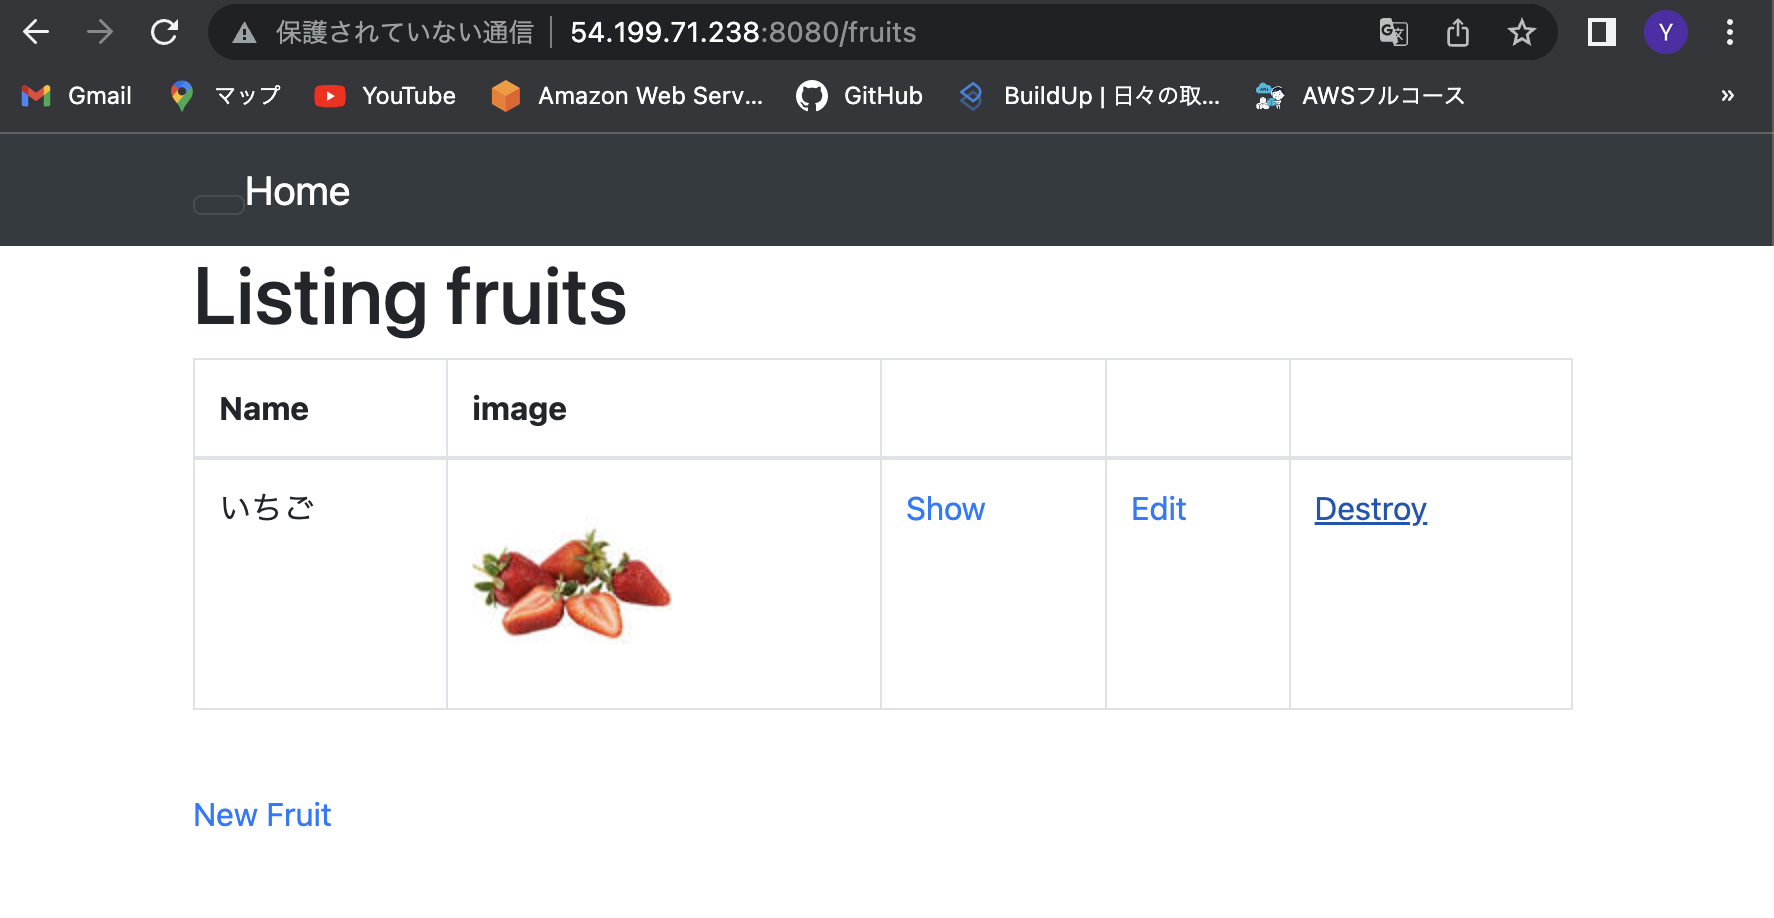 保護されていない通信 54.199.71.238:8080/fruits Y
Gmail マップ YouTube Amazon Web Serv... GitHub BuildUp | 日々の取... AWSフルコース »
Home
Listing fruits
Name image
いちご Show Edit Destroy
New Fruit